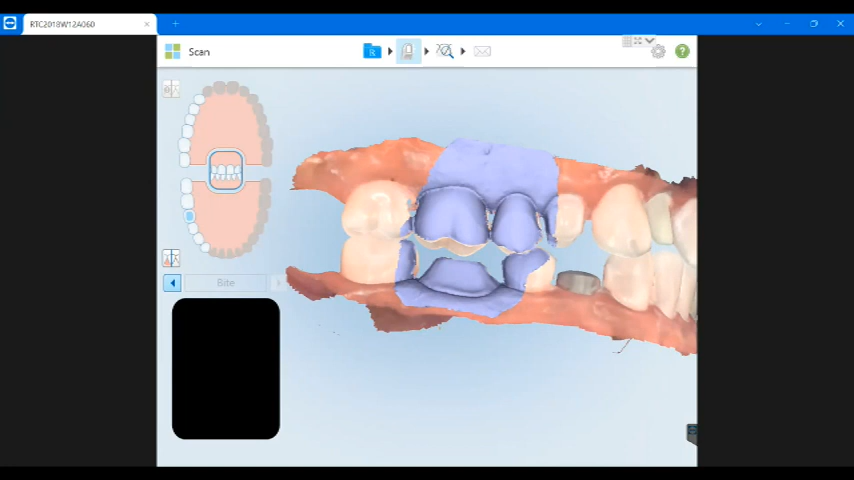 RTC2018W12A060
Scan
R
?
Bite